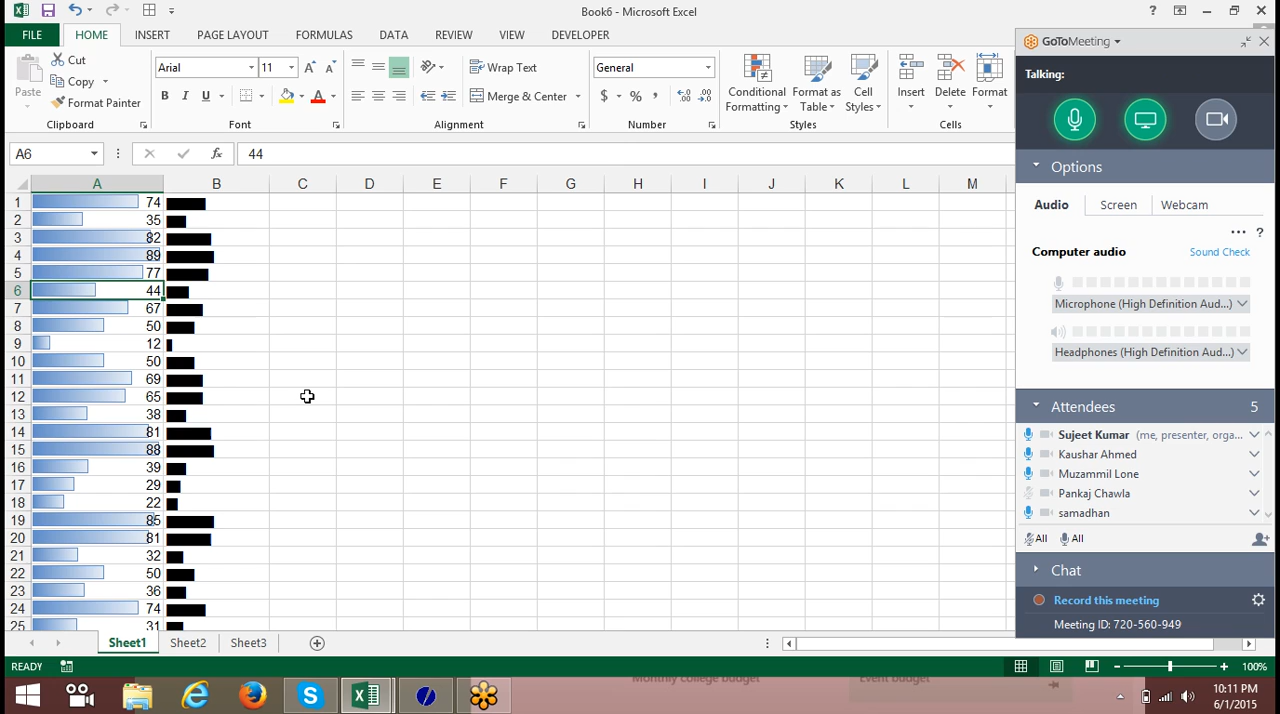 Book6 - Microsoft Excel
FILE HOME INSERT PAGE LAYOUT FORMULAS DATA REVIEW VIEW DEVELOPER
Paste Cut Copy Format Painter
Clipboard
Arial 11
B I U
Font
Wrap Text
Merge & Center
Alignment
General
$ % ,
Number
Conditional Formatting Format as Table Cell Styles
Styles
Insert Delete Format
Cells
A6 fx 44
A B C D E F G H I J K L M
1 74
2 35
3 82
4 89
5 77
6 44
7 67
8 50
9 12
10 50
11 69
12 65
13 38
14 81
15 88
16 39
17 29
18 22
19 85
20 81
21 32
22 50
23 36
24 74
25 31
Sheet1 Sheet2 Sheet3
READY
100%
GoToMeeting
Talking:
Options
Audio Screen Webcam
... ?
Computer audio Sound Check
Microphone (High Definition Aud...)
Headphones (High Definition Aud...)
Attendees 5
Sujeet Kumar (me, presenter, orga...
Kaushar Ahmed
Muzammil Lone
Pankaj Chawla
samadhan
All All
Chat
Record this meeting
Meeting ID: 720-560-949
Monthly college budget Event budget
10:11 PM
6/1/2015